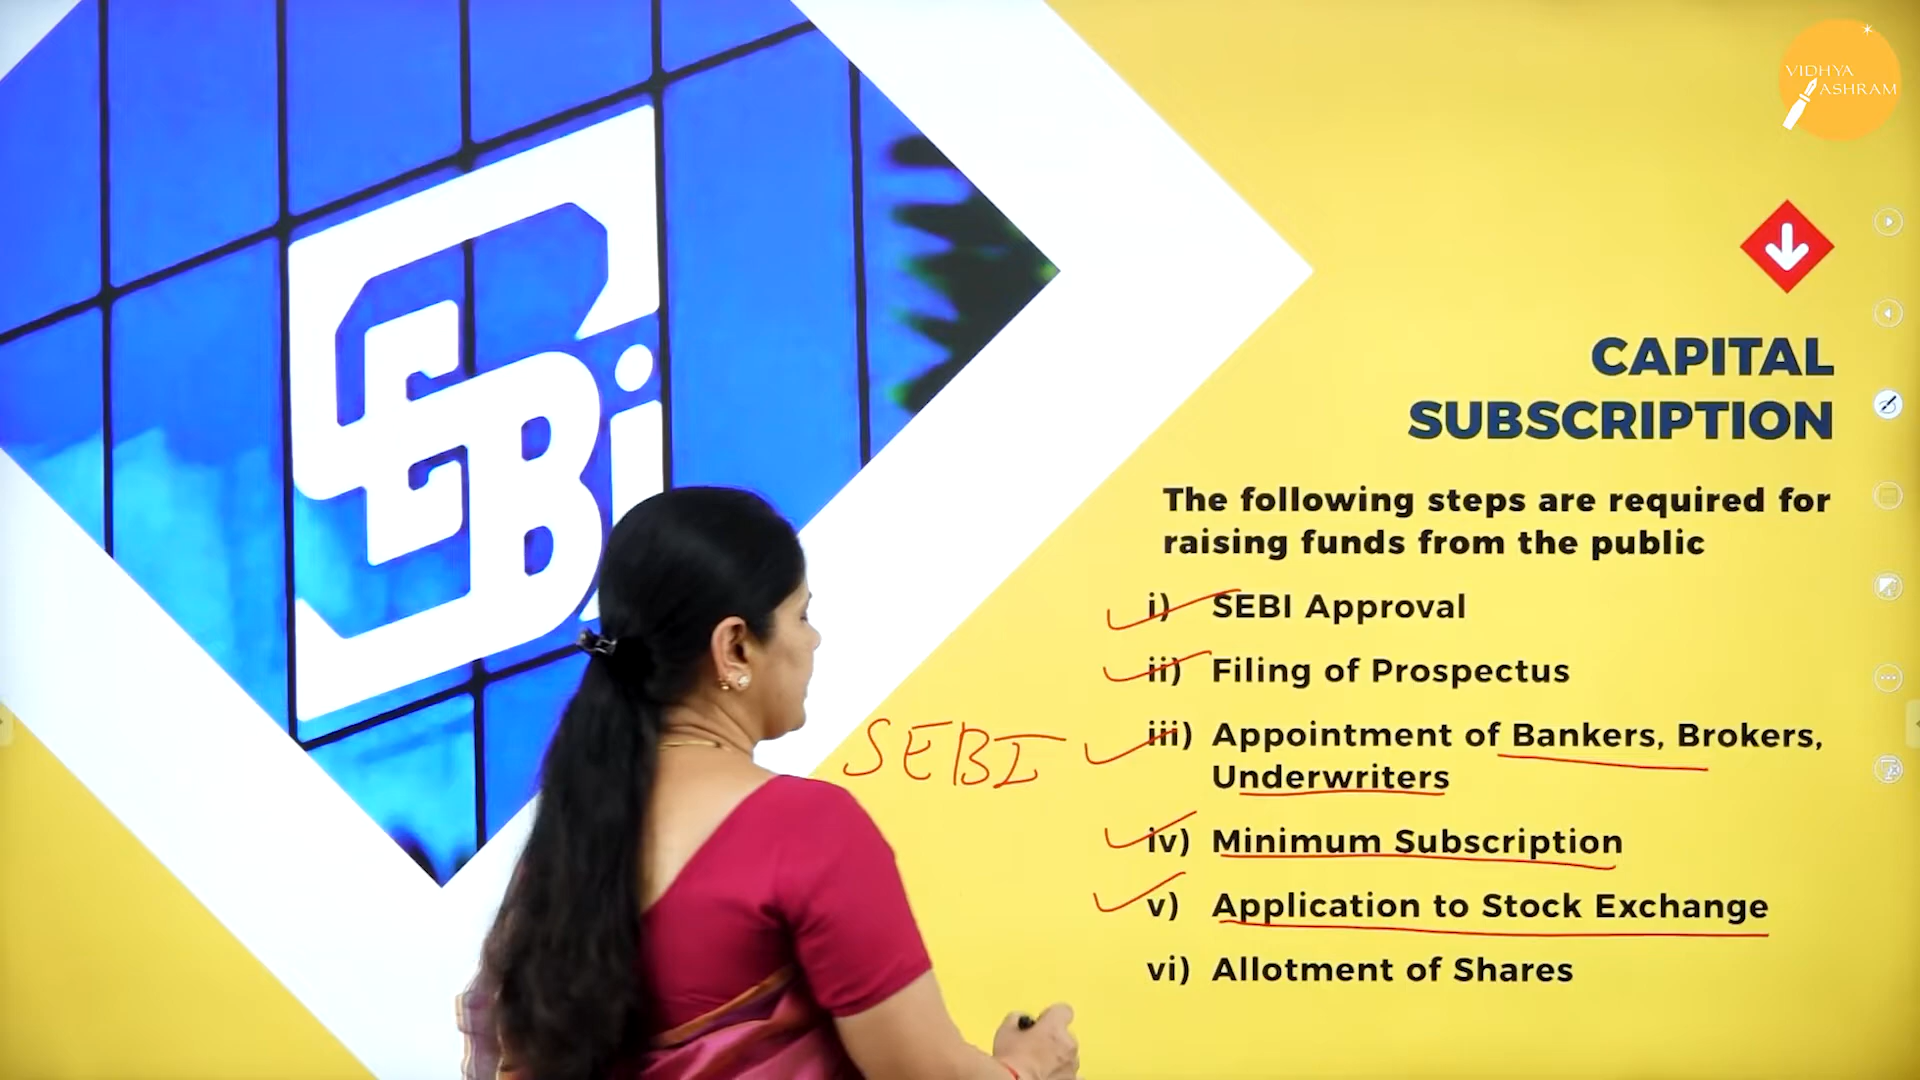 VIDHYA
ASHRAM
SEBi
CAPITAL
SUBSCRIPTION
The following steps are required for
raising funds from the public
i) SEBI Approval
ii) Filing of Prospectus
SEBI
iii) Appointment of Bankers, Brokers,
Underwriters
iv) Minimum Subscription
v) Application to Stock Exchange
vi) Allotment of Shares